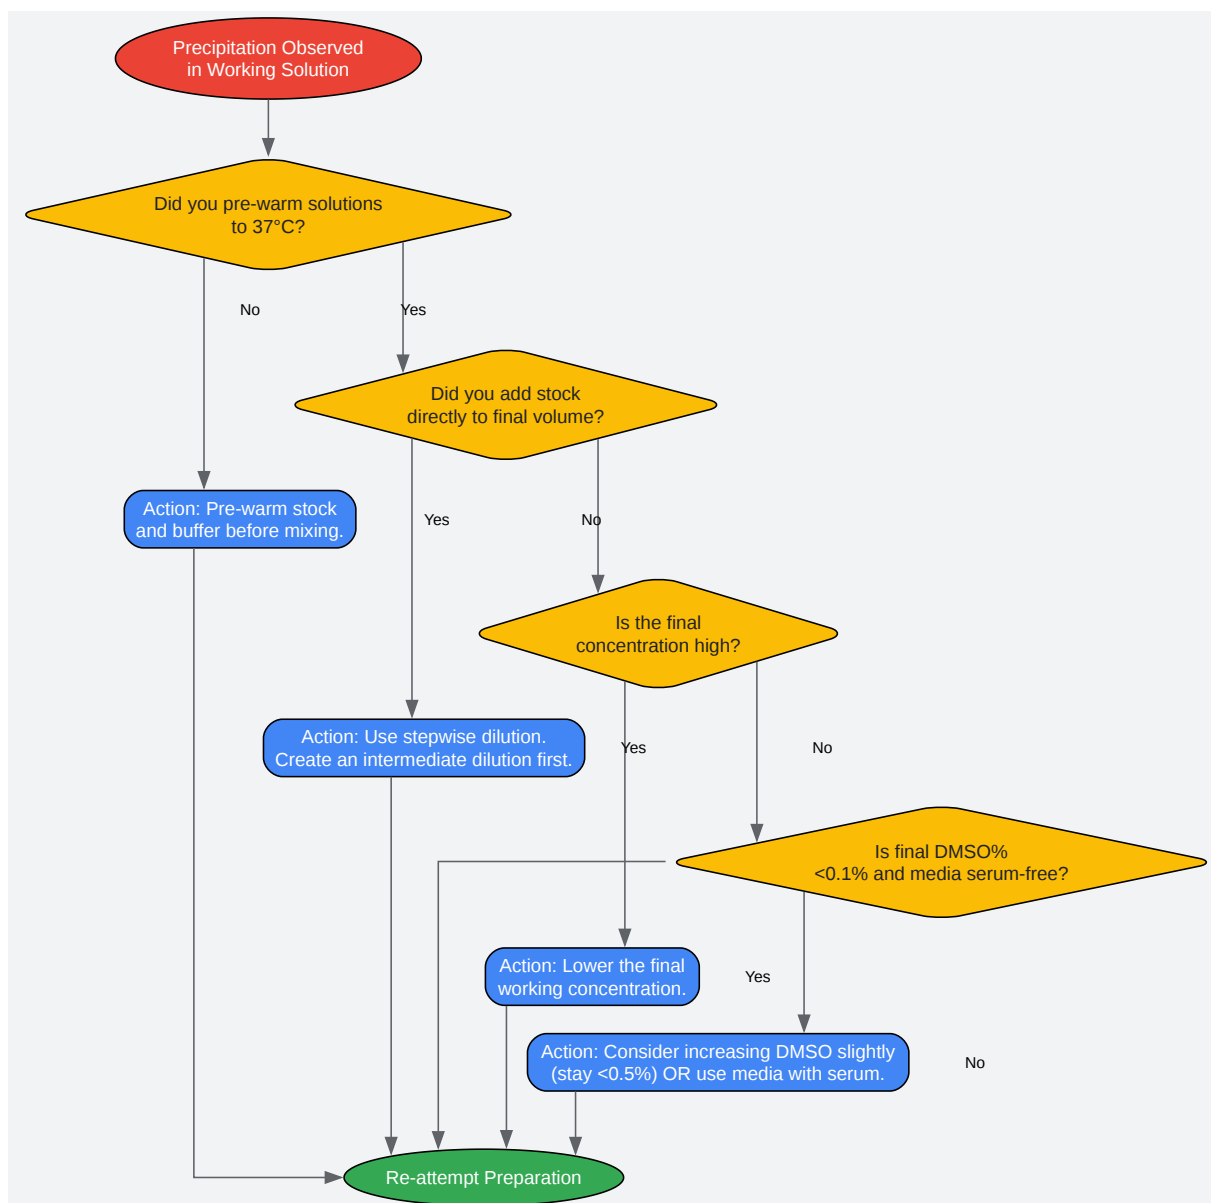 Precipitation Observed
in Working Solution
Did you pre-warm solutions
to 37°C?
No
Yes
Did you add stock
directly to final volume?
Action: Pre-warm stock
and buffer before mixing.
Yes
No
Is the final
concentration high?
Action: Use stepwise dilution.
Create an intermediate dilution first.
Yes
No
Is final DMSO%
<0.1% and media serum-free?
Action: Lower the final
working concentration.
Yes
Action: Consider increasing DMSO slightly
(stay <0.5%) OR use media with serum.
No
Re-attempt Preparation